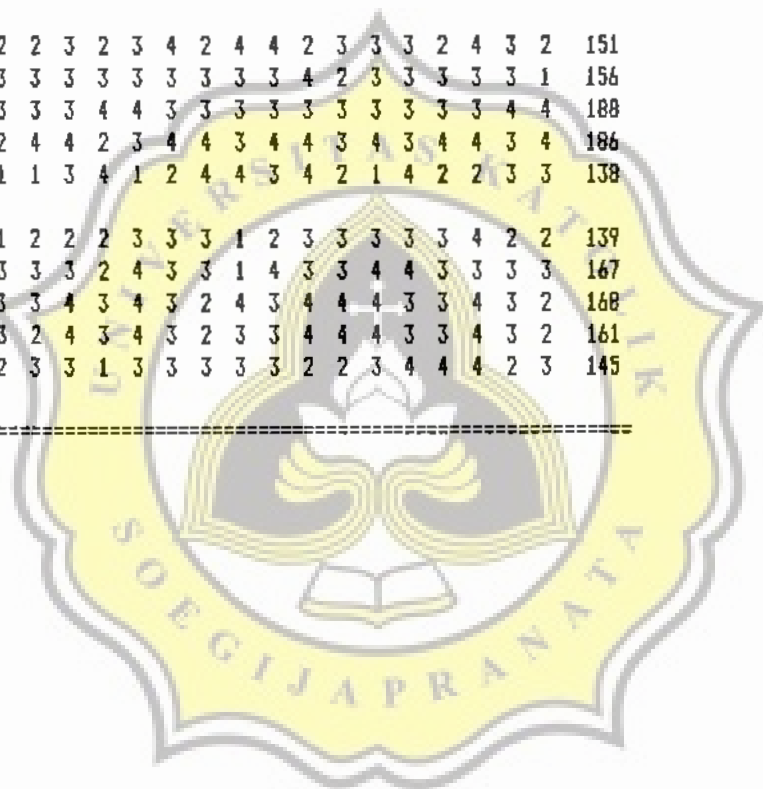 2 2 3 2 3 4 2 4 4 2 3 3 3 2 4 3 2 151
3 3 3 3 3 3 3 3 3 4 2 3 3 3 3 3 1 156
3 3 3 4 4 3 3 3 3 3 3 3 3 3 3 4 4 188
2 4 4 2 3 4 4 3 4 4 3 4 3 4 4 3 4 186
1 1 3 4 1 2 4 4 3 4 2 1 4 2 2 3 3 138
1 2 2 2 3 3 3 1 2 3 3 3 3 3 4 2 2 139
3 3 3 2 4 3 3 1 4 3 3 4 4 3 3 3 3 167
3 3 4 3 4 3 2 4 3 4 4 4 3 3 4 3 2 168
3 2 4 3 4 3 2 3 3 4 4 4 3 3 4 3 2 161
2 3 3 1 3 3 3 3 3 2 2 3 4 4 4 2 3 145
UNIVERSITAS KATOLIK
SOEGIJAPRANATA